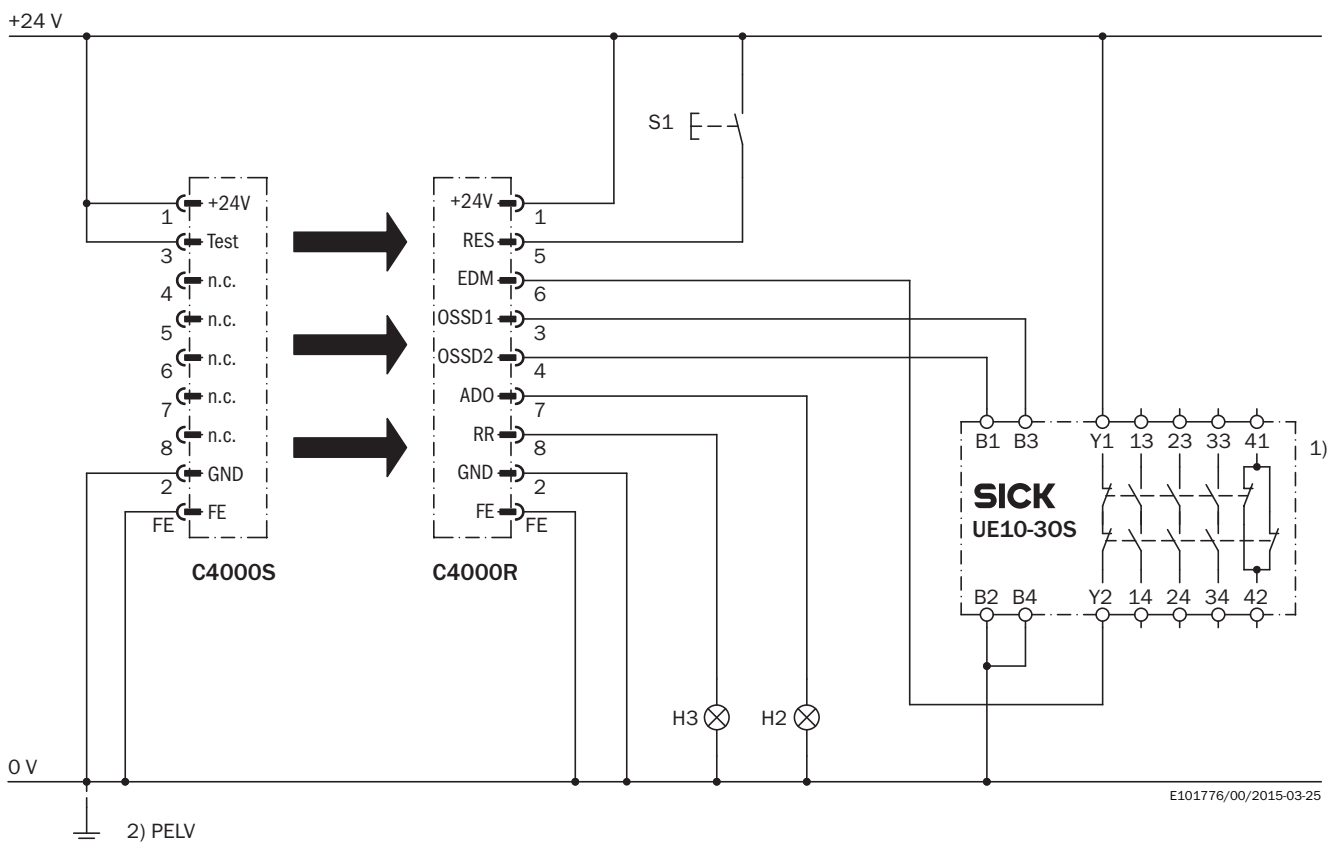 +24 V
S1
1 +24V
3 Test
4 n.c.
5 n.c.
6 n.c.
7 n.c.
8 n.c.
2 GND
FE FE
C4000S
+24V 1
RES 5
EDM 6
OSSD1 3
OSSD2 4
ADO 7
RR 8
GND 2
FE FE
C4000R
B1 B3 Y1 13 23 33 41
1)
SICK
UE10-30S
B2 B4 Y2 14 24 34 42
H3
H2
0 V
E101776/00/2015-03-25
2) PELV